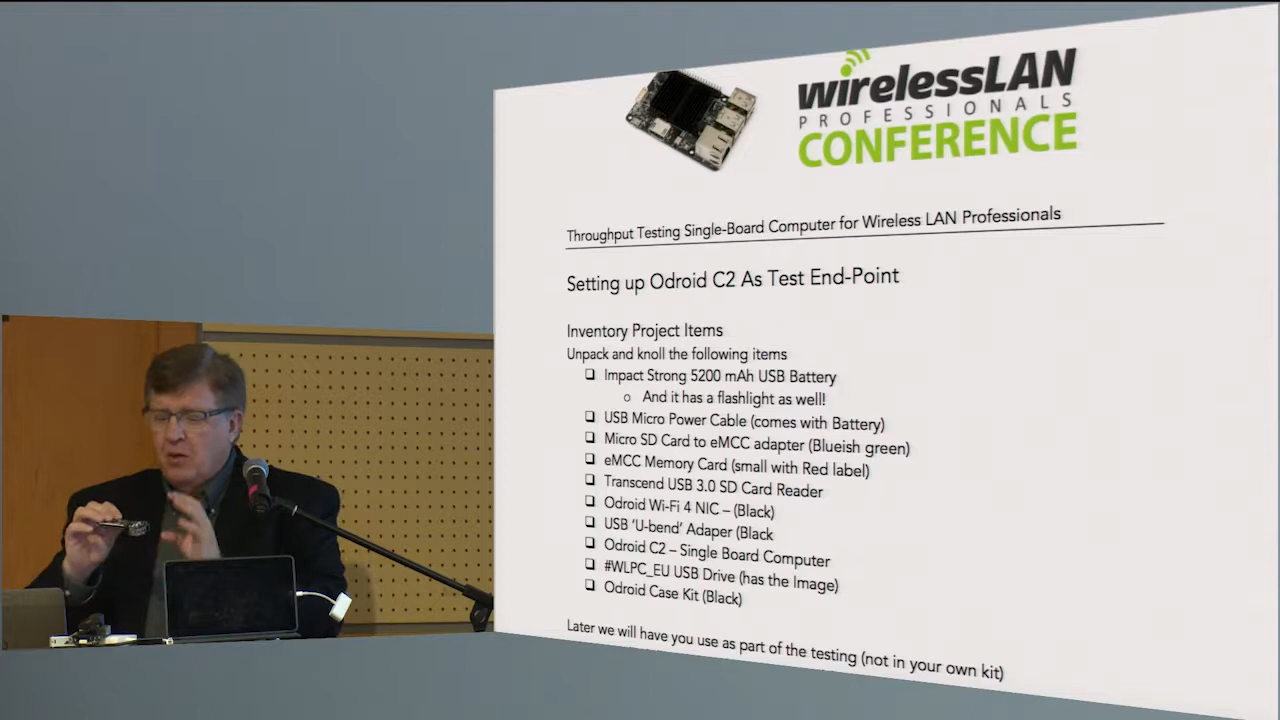 wirelessLAN
PROFESSIONALS
CONFERENCE
Throughput Testing Single-Board Computer for Wireless LAN Professionals
Setting up Odroid C2 As Test End-Point
Inventory Project Items
Unpack and knoll the following items
❑ Impact Strong 5200 mAh USB Battery
o And it has a flashlight as well!
❑ USB Micro Power Cable (comes with Battery)
❑ Micro SD Card to eMCC adapter (Blueish green)
❑ eMCC Memory Card (small with Red label)
❑ Transcend USB 3.0 SD Card Reader
❑ Odroid Wi-Fi 4 NIC – (Black)
❑ USB ‘U-bend’ Adaper (Black
❑ Odroid C2 – Single Board Computer
❑ #WLPC_EU USB Drive (has the Image)
❑ Odroid Case Kit (Black)
Later we will have you use as part of the testing (not in your own kit)